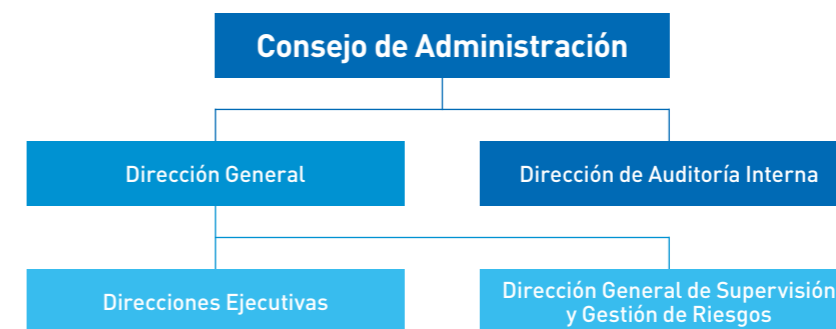 Consejo de Administración
Dirección General
Dirección de Auditoría Interna
Direcciones Ejecutivas
Dirección General de Supervisión
y Gestión de Riesgos